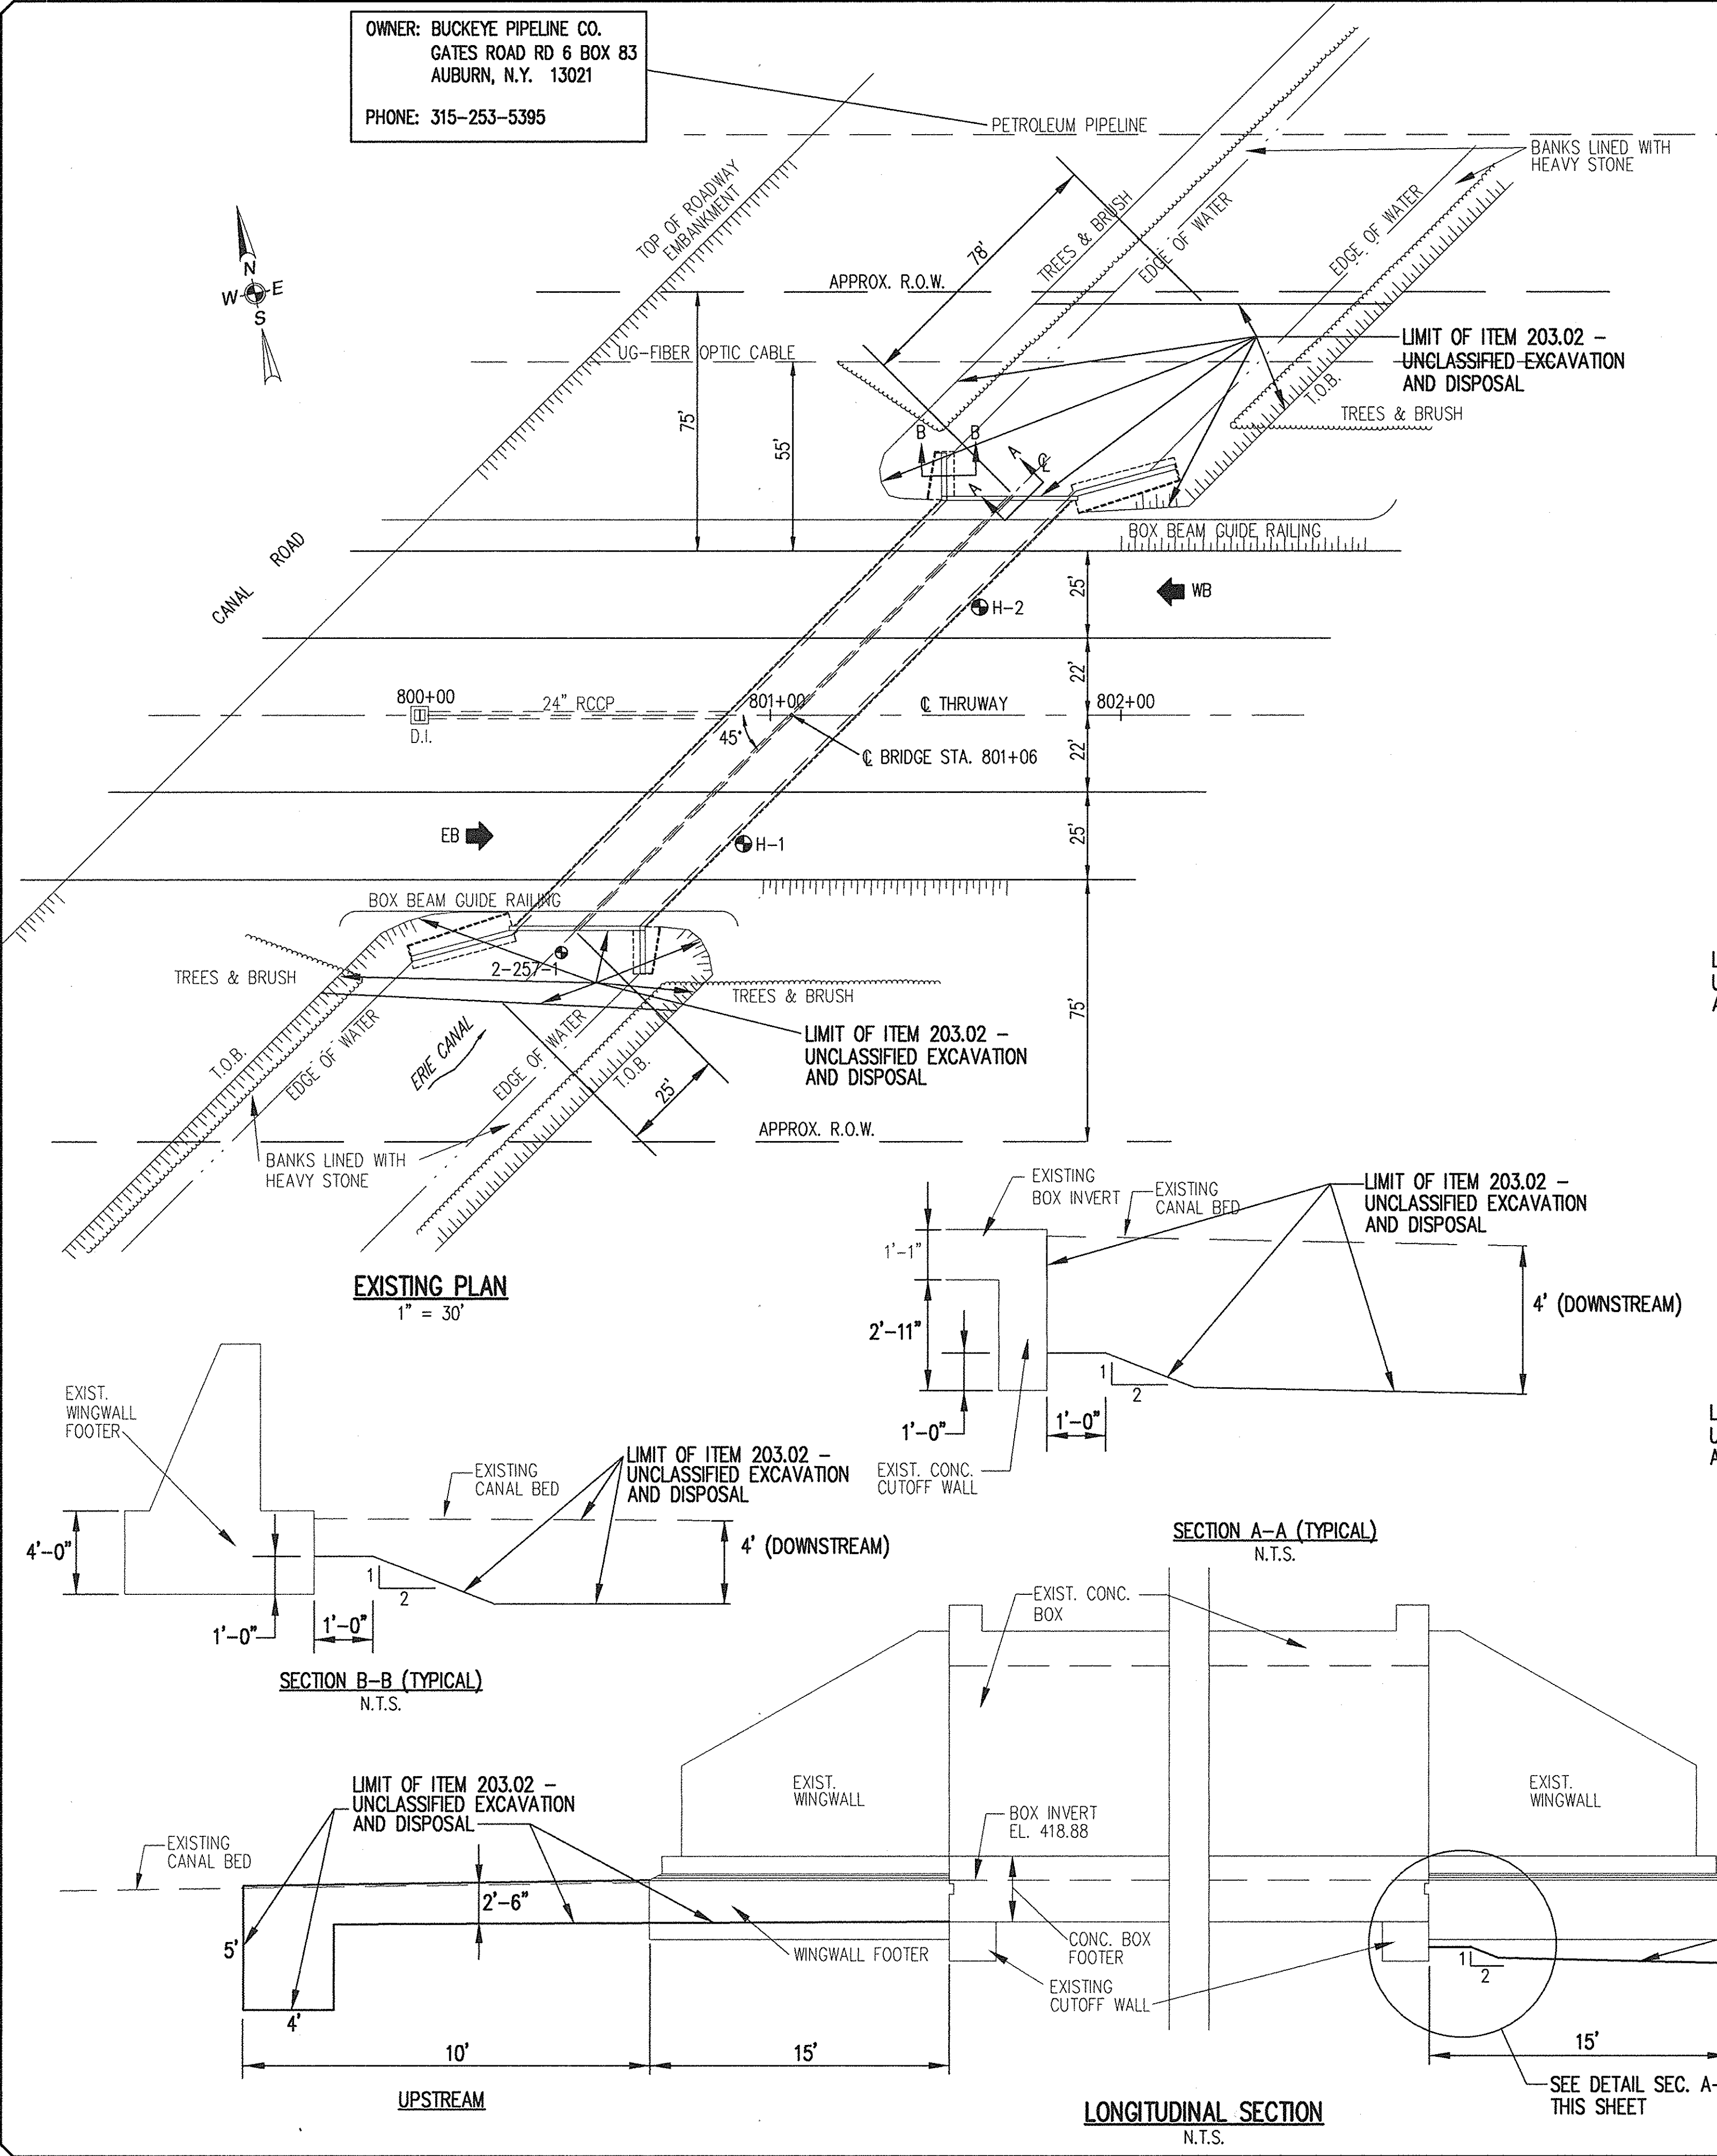 OWNER: BUCKEYE PIPELINE CO.
GATES ROAD RD 6 BOX 83
AUBURN, N.Y. 13021
PHONE: 315-253-5395
PETROLEUM PIPELINE
BANKS LINED WITH
HEAVY STONE
TOP OF ROADWAY
EMBANKMENT
N
W
E
S
78'
TREES & BRUSH
EDGE OF WATER
EDGE OF WATER
APPROX. R.O.W.
UG-FIBER OPTIC CABLE
LIMIT OF ITEM 203.02 -
UNCLASSIFIED EXCAVATION
AND DISPOSAL
T.O.B.
TREES & BRUSH
75'
55'
B
B
A
A
℄
BOX BEAM GUIDE RAILING
CANAL ROAD
25'
WB
H-2
22'
800+00
24" RCCP
801+00
℄ THRUWAY
802+00
D.I.
45°
22'
℄ BRIDGE STA. 801+06
EB
H-1
25'
BOX BEAM GUIDE RAILING
2-257-1
TREES & BRUSH
TREES & BRUSH
LIMIT OF ITEM 203.02 -
UNCLASSIFIED EXCAVATION
AND DISPOSAL
75'
T.O.B.
EDGE OF WATER
ERIE CANAL
EDGE OF WATER
T.O.B.
25'
APPROX. R.O.W.
BANKS LINED WITH
HEAVY STONE
L
U
A
EXISTING PLAN
1" = 30'
EXISTING
BOX INVERT
EXISTING
CANAL BED
LIMIT OF ITEM 203.02 -
UNCLASSIFIED EXCAVATION
AND DISPOSAL
1'-1"
2'-11"
4' (DOWNSTREAM)
1
2
1'-0"
1'-0"
EXIST. CONC.
CUTOFF WALL
L
U
A
SECTION A-A (TYPICAL)
N.T.S.
EXIST.
WINGWALL
FOOTER
EXISTING
CANAL BED
LIMIT OF ITEM 203.02 -
UNCLASSIFIED EXCAVATION
AND DISPOSAL
4'-0"
4' (DOWNSTREAM)
1
2
1'-0"
1'-0"
SECTION B-B (TYPICAL)
N.T.S.
EXIST. CONC.
BOX
LIMIT OF ITEM 203.02 -
UNCLASSIFIED EXCAVATION
AND DISPOSAL
EXIST.
WINGWALL
EXIST.
WINGWALL
BOX INVERT
EL. 418.88
EXISTING
CANAL BED
2'-6"
5'
4'
WINGWALL FOOTER
CONC. BOX
FOOTER
EXISTING
CUTOFF WALL
1
2
10'
15'
15'
UPSTREAM
SEE DETAIL SEC. A-
THIS SHEET
LONGITUDINAL SECTION
N.T.S.